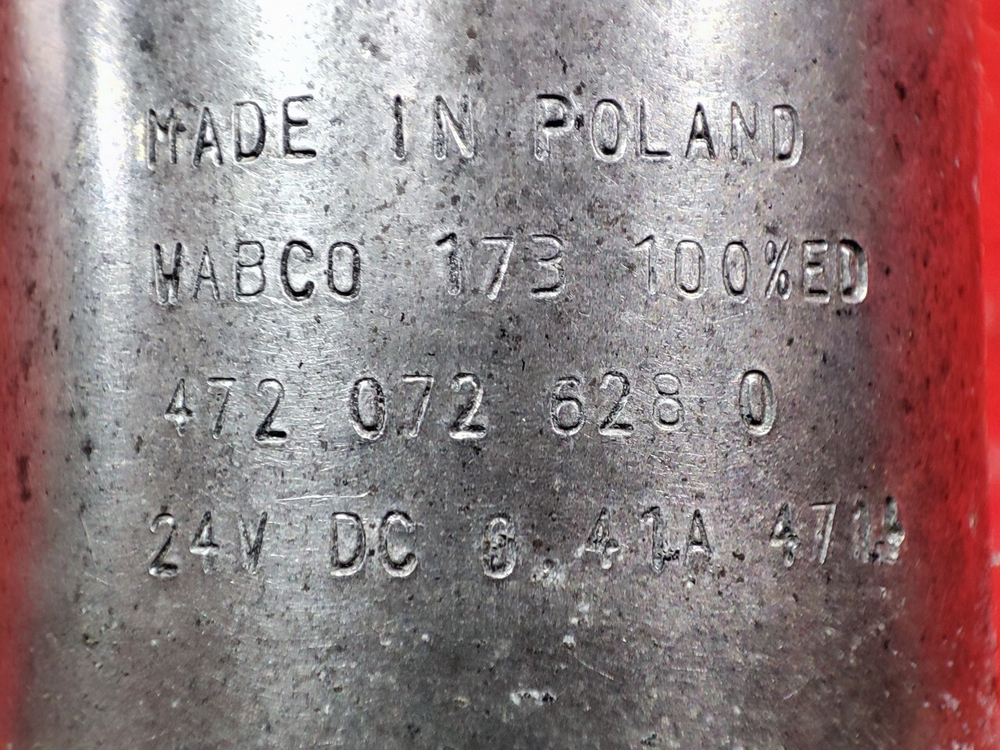 MADE IN POLAND
WABCO 173 100%ED
472 072 628 0
24V DC 0.41A